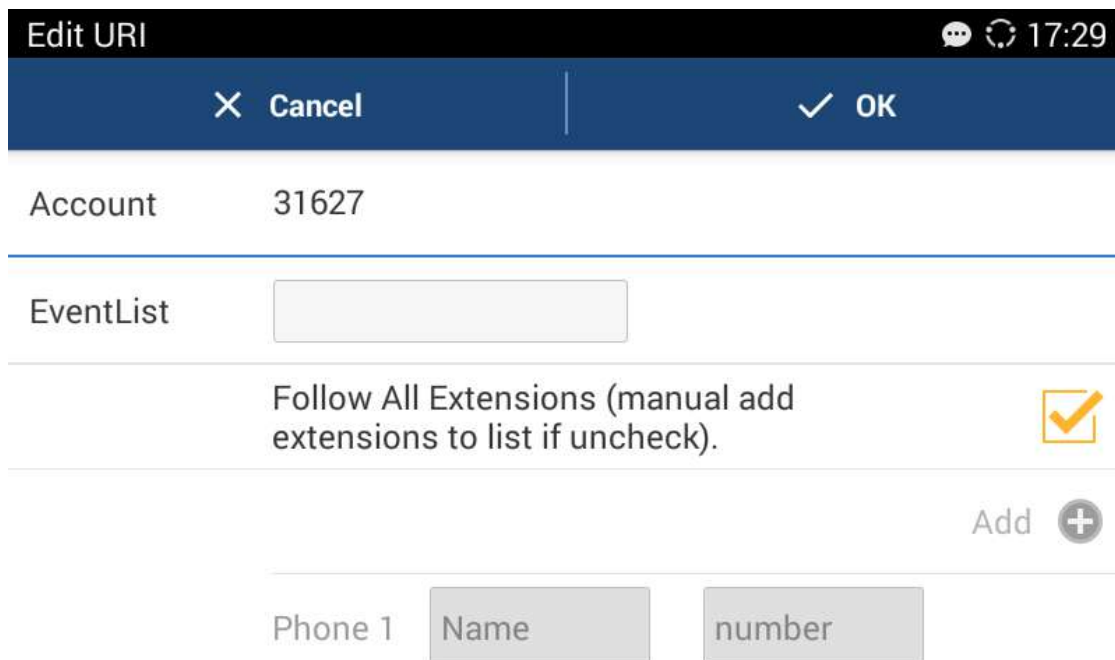 Edit URI 17:29
Cancel OK
Account 31627
EventList
Follow All Extensions (manual add
extensions to list if uncheck).
Add
Phone 1 Name number